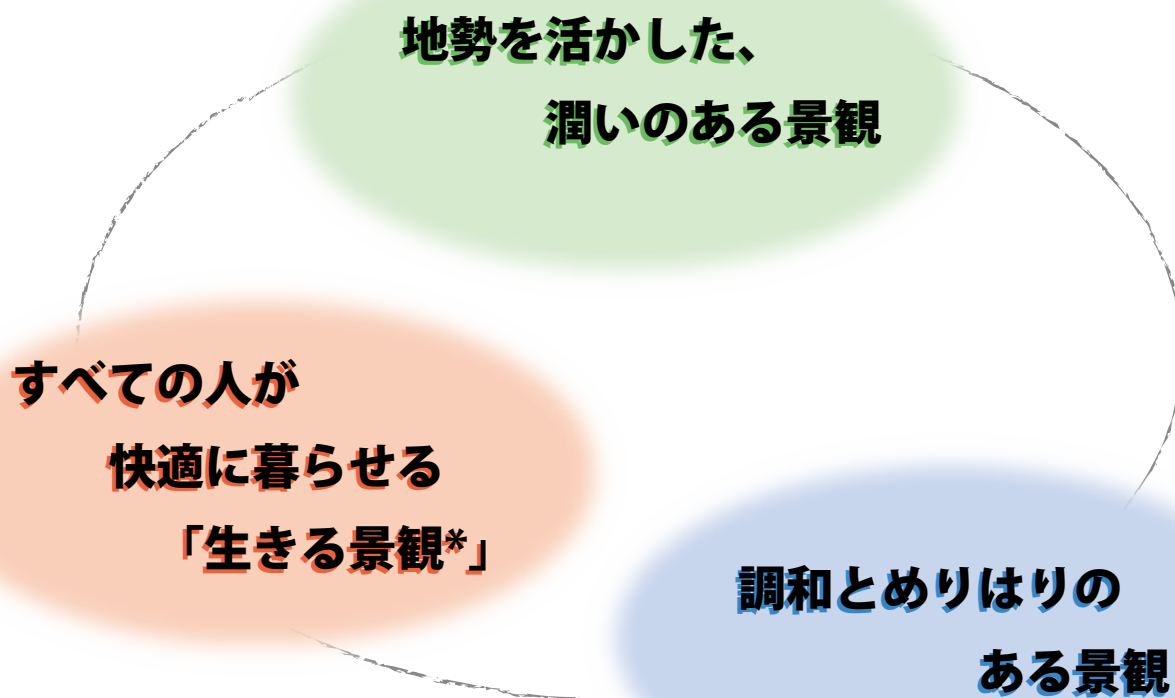 地勢を活かした、
潤いのある景観
すべての人が
快適に暮らせる
「生きる景観*」
調和とめりはりの
ある景観